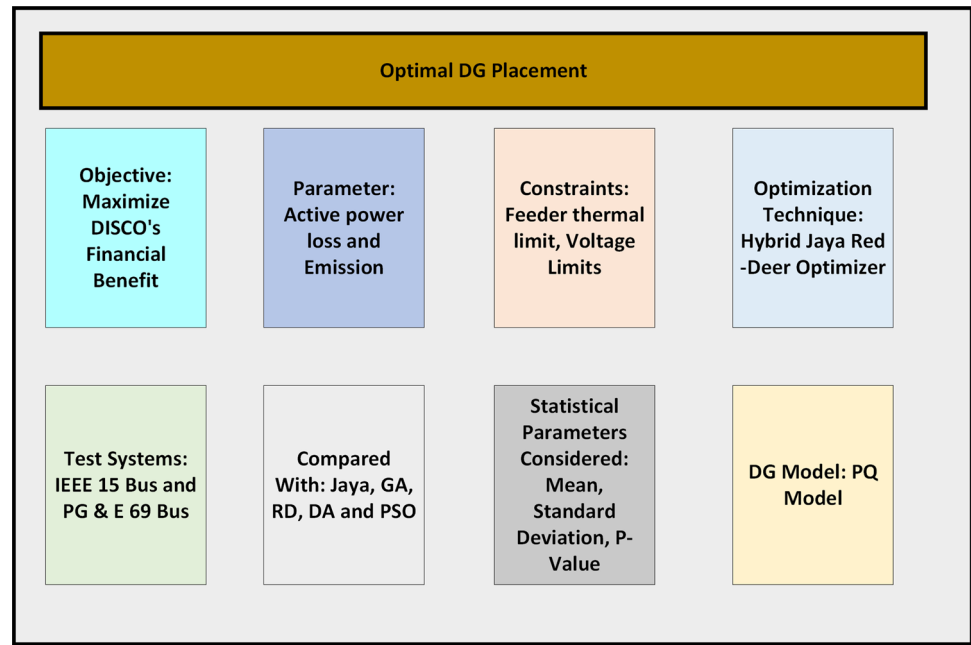 Optimal DG Placement
Objective:
Maximize
DISCO's
Financial
Benefit
Parameter:
Active power
loss and
Emission
Constraints:
Feeder thermal
limit, Voltage
Limits
Optimization
Technique:
Hybrid Jaya Red
-Deer Optimizer
Test Systems:
IEEE 15 Bus and
PG & E 69 Bus
Compared
With: Jaya, GA,
RD, DA and PSO
Statistical
Parameters
Considered:
Mean,
Standard
Deviation, P-
Value
DG Model: PQ
Model